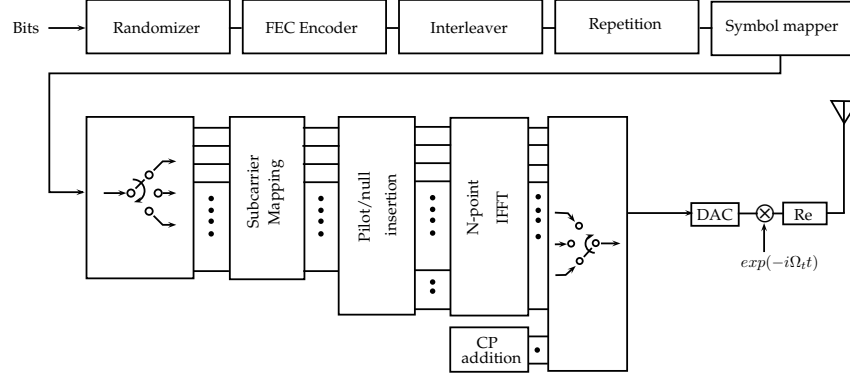 Bits
Randomizer
FEC Encoder
Interleaver
Repetition
Symbol mapper
Subcarrier
Mapping
Pilot/null
insertion
N-point
IFFT
DAC
Re
exp(−iΩₜt)
CP
addition